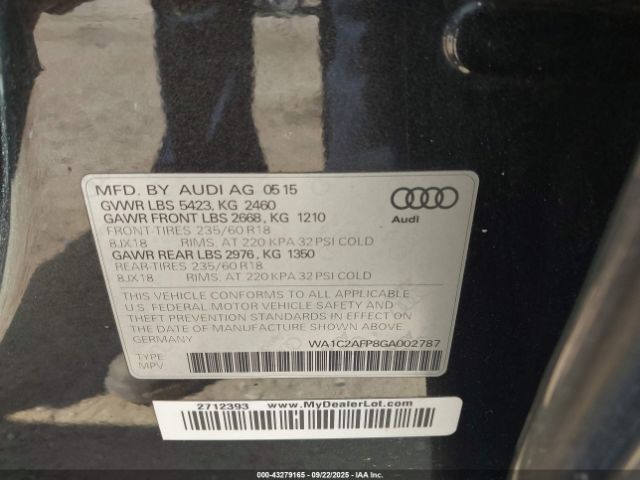 MFD. BY AUDI AG 05 15
GVWR LBS 5423, KG 2460
GAWR FRONT LBS 2668, KG 1210
FRONT-TIRES 235/60 R18
8JX18 RIMS, AT 220 KPA 32 PSI COLD
GAWR REAR LBS 2976, KG 1350
REAR-TIRES 235/60 R18
8JX18 RIMS, AT 220 KPA 32 PSI COLD
Audi
THIS VEHICLE CONFORMS TO ALL APPLICABLE
U.S. FEDERAL MOTOR VEHICLE SAFETY AND
THEFT PREVENTION STANDARDS IN EFFECT ON
THE DATE OF MANUFACTURE SHOWN ABOVE.
GERMANY WA1C2AFP8GA002787
TYPE:
MPV
2712393 www.MyDealerLot.com
000-43279165 - 09/22/2025 - IAA Inc.